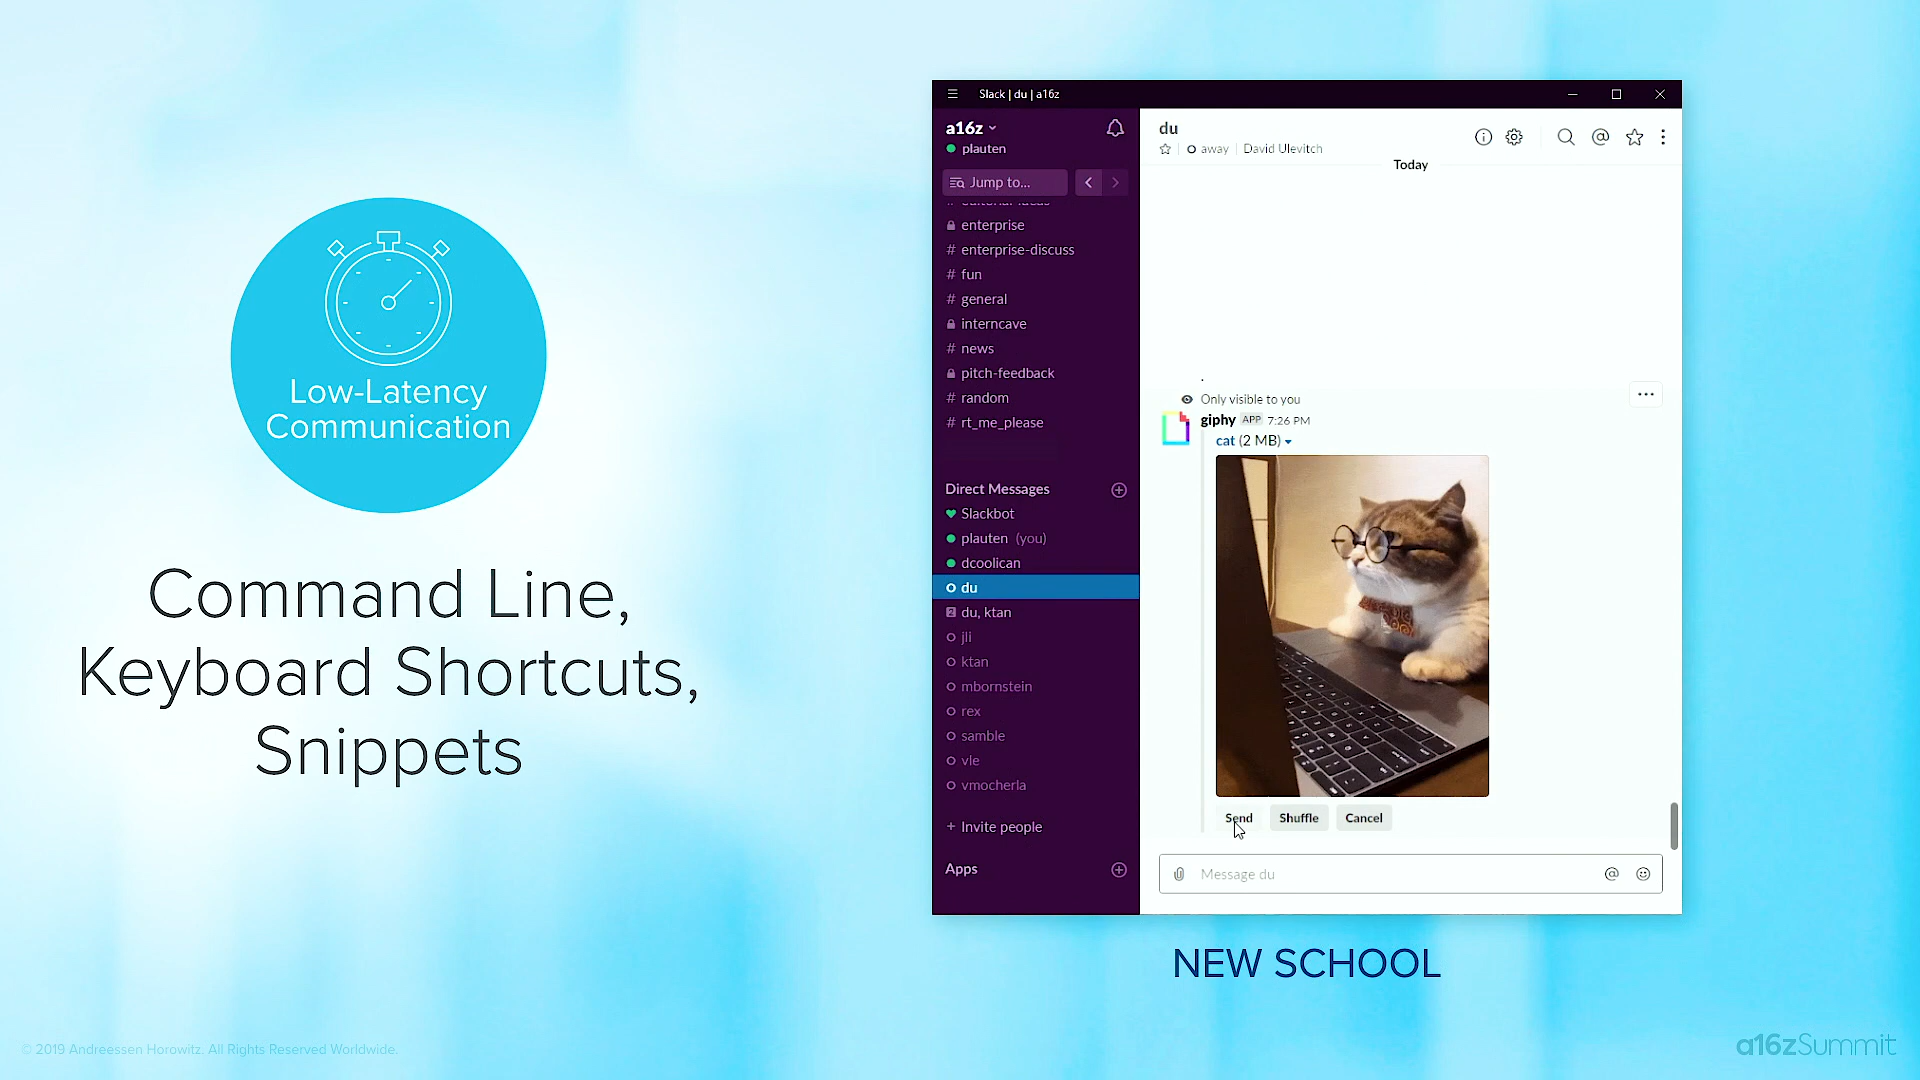 Low-Latency
Communication
Command Line,
Keyboard Shortcuts,
Snippets
Slack | du | a16z
a16z
plauten
Jump to...
# editorial-ideas
enterprise
# enterprise-discuss
# fun
# general
interncave
# news
pitch-feedback
# random
# rt_me_please
Direct Messages
Slackbot
plauten (you)
dcoolican
du
2 du, ktan
jli
ktan
mbornstein
rex
samble
vle
vmocherla
+ Invite people
Apps
du
away | David Ulevitch
Today
Only visible to you
giphy APP 7:26 PM
cat (2 MB)
Send Shuffle Cancel
Message du
NEW SCHOOL
© 2019 Andreessen Horowitz. All Rights Reserved Worldwide.
a16zSummit